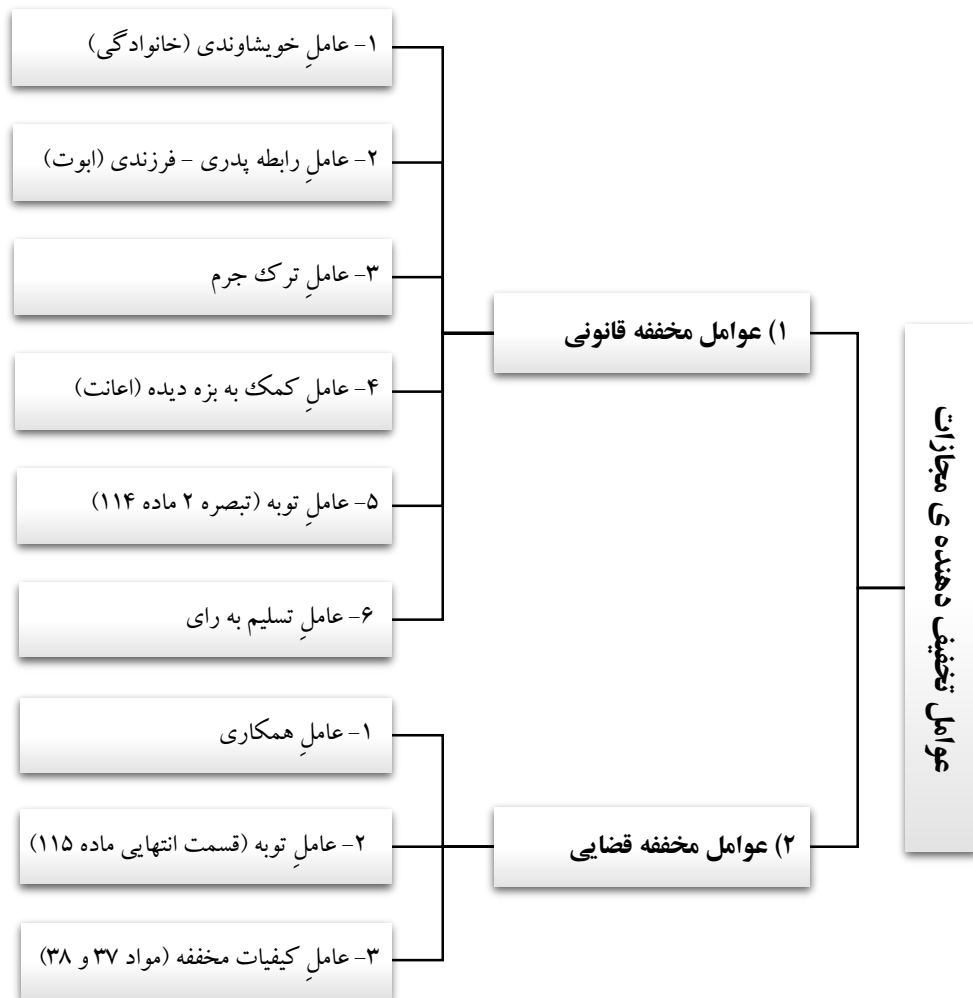 عوامل تخفیف دهنده ی مجازات
۱) عوامل مخففه قانونی
۱- عاملِ خویشاوندی (خانوادگی)
۲- عاملِ رابطه پدری – فرزندی (ابوت)
۳- عاملِ ترک جرم
۴- عاملِ کمک به بزه دیده (اعانت)
۵- عاملِ توبه (تبصره ۲ ماده ۱۱۴)
۶- عاملِ تسلیم به رای
۲) عوامل مخففه قضایی
۱- عاملِ همکاری
۲- عاملِ توبه (قسمت انتهایی ماده ۱۱۵)
۳- عاملِ کیفیات مخففه (مواد ۳۷ و ۳۸)